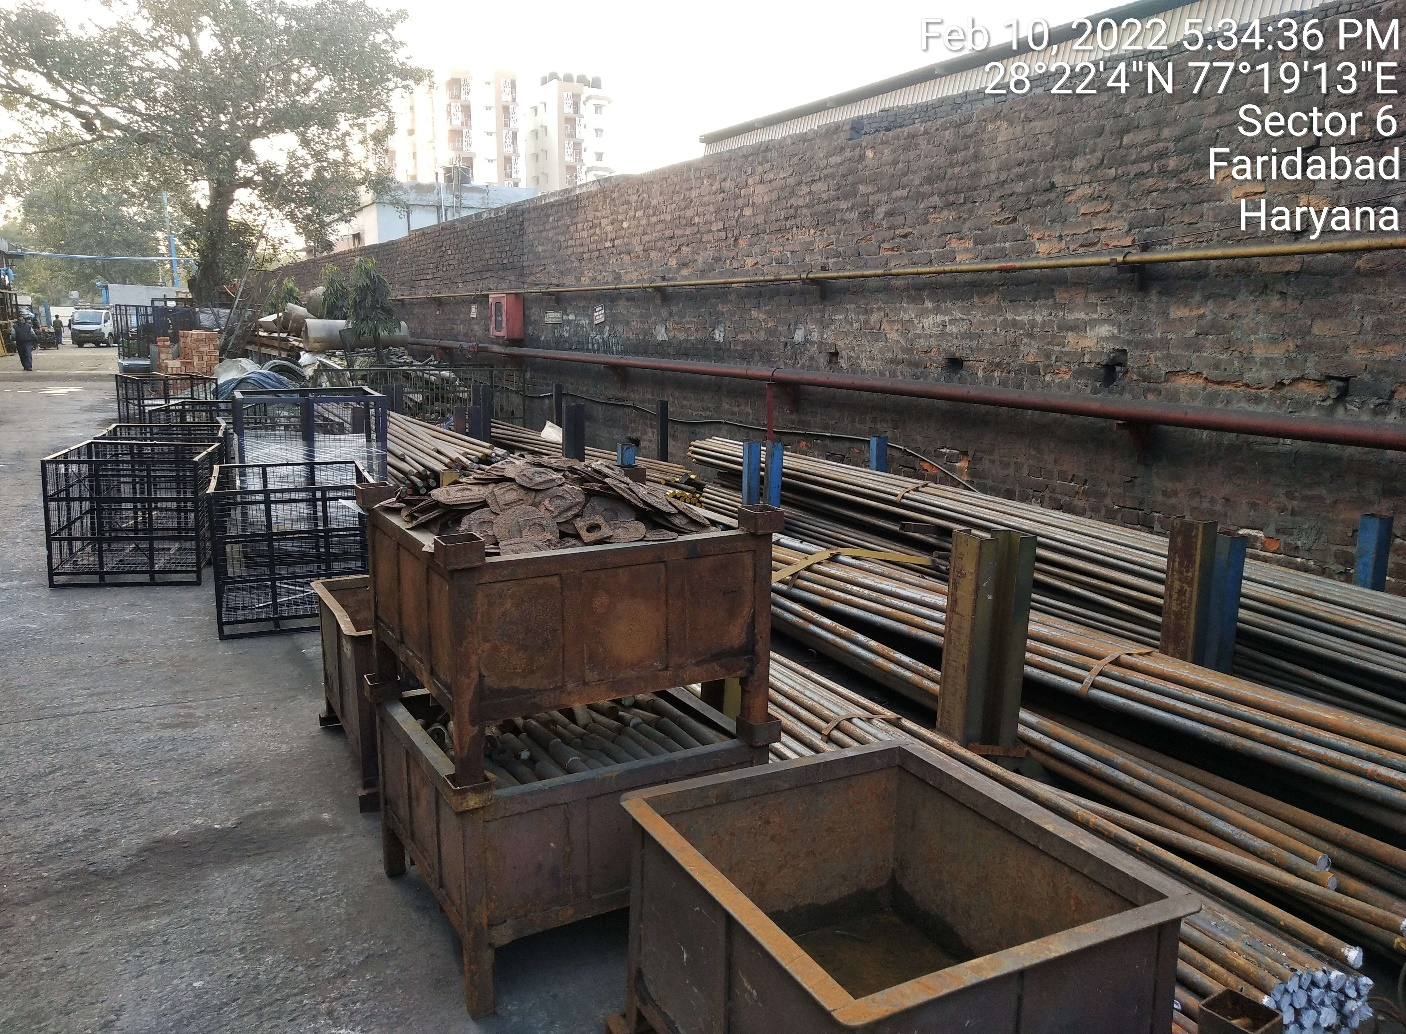 Feb 10, 2022 5:34:36 PM
28°22'4"N 77°19'13"E
Sector 6
Faridabad
Haryana